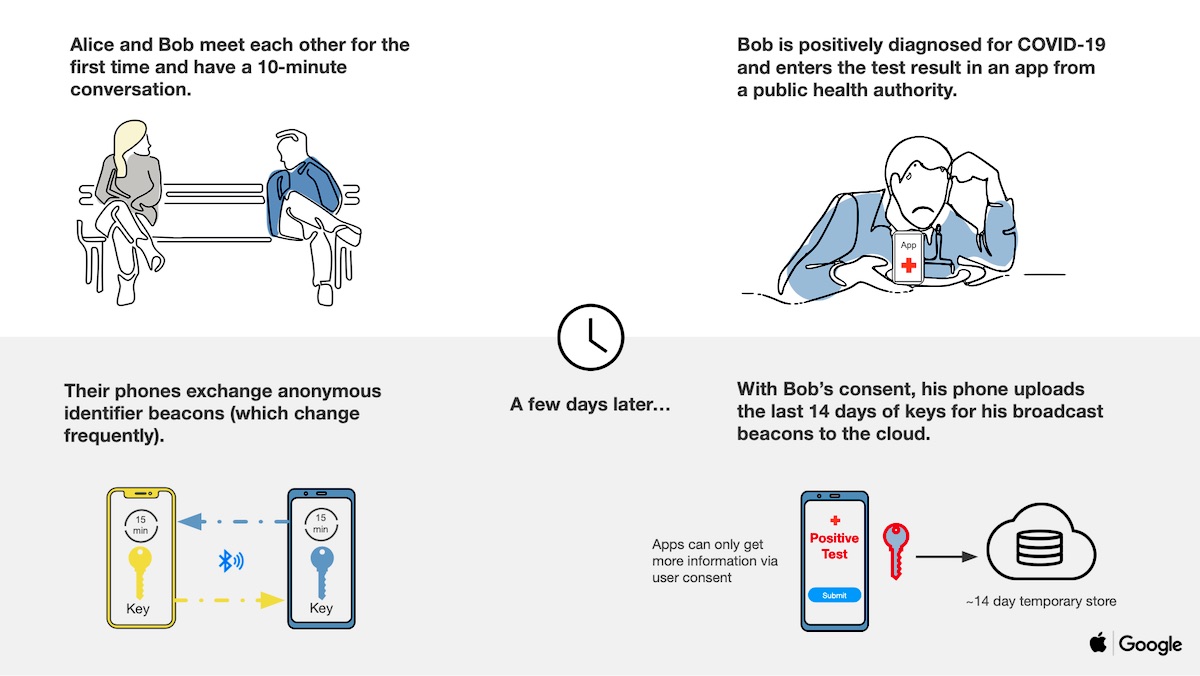 Alice and Bob meet each other for the
first time and have a 10-minute
conversation.
Bob is positively diagnosed for COVID-19
and enters the test result in an app from
a public health authority.
App
Their phones exchange anonymous
identifier beacons (which change
frequently).
A few days later…
With Bob’s consent, his phone uploads
the last 14 days of keys for his broadcast
beacons to the cloud.
15
min
Key
15
min
Key
Apps can only get
more information via
user consent
Positive
Test
Submit
~14 day temporary store
Google